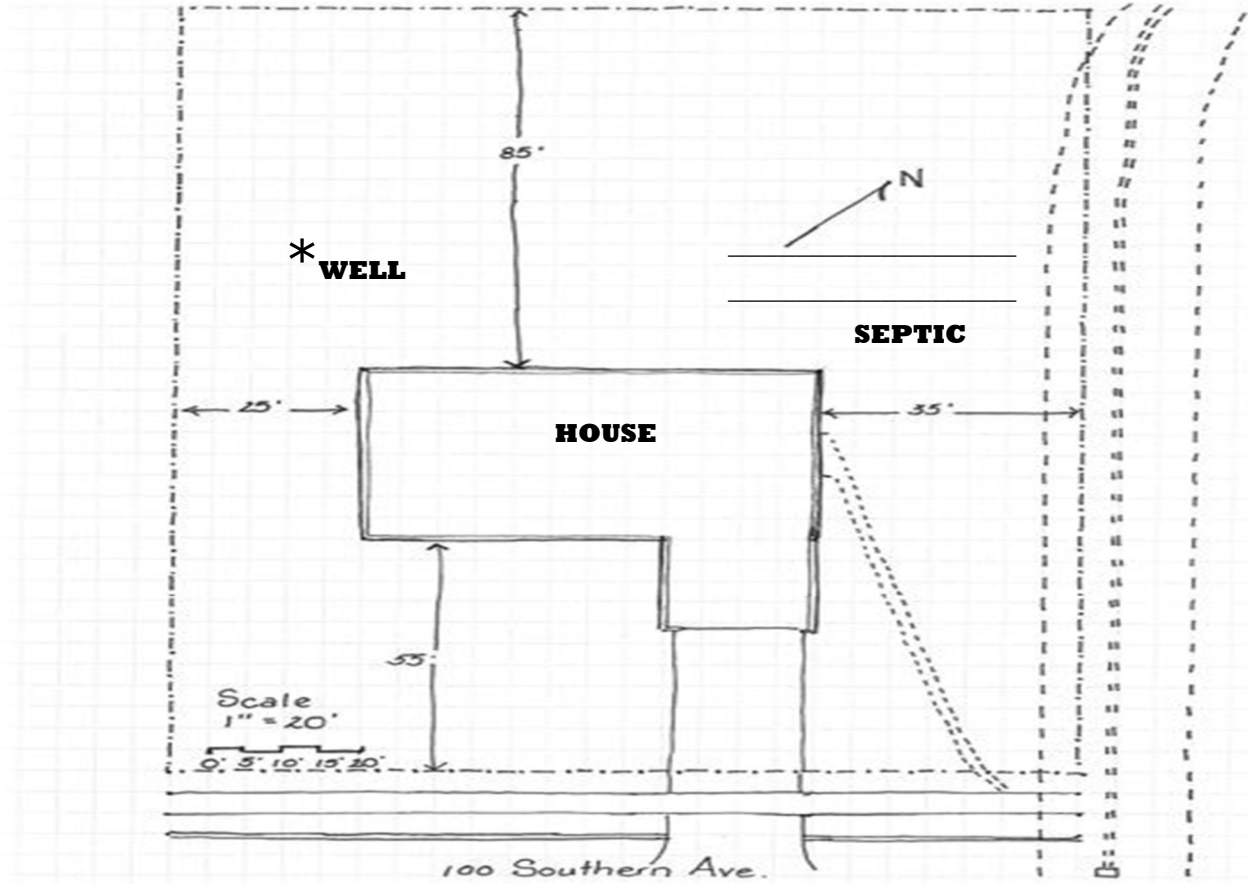 85'
N
*WELL
SEPTIC
25'
35'
HOUSE
55'
Scale
1" = 20'
0' 5' 10' 15' 20'
100 Southern Ave.